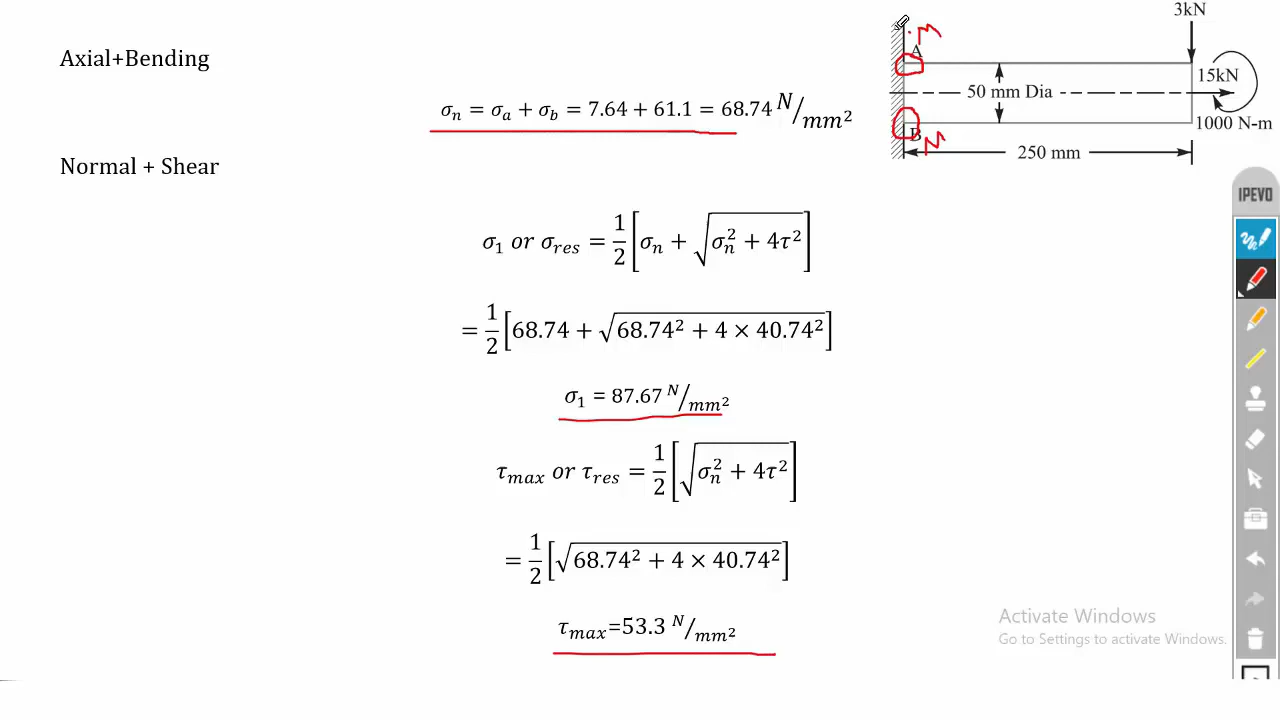 3kN
M
A
Axial+Bending
15kN
50 mm Dia
σn = σa + σb = 7.64 + 61.1 = 68.74 N/mm²
1000 N-m
B
M
250 mm
Normal + Shear
IPEVO
σ1 or σres = 1/2 [σn + √(σn² + 4τ²)]
= 1/2 [68.74 + √(68.74² + 4 × 40.74²)]
σ1 = 87.67 N/mm²
τmax or τres = 1/2 [√(σn² + 4τ²)]
= 1/2 [√(68.74² + 4 × 40.74²)]
τmax=53.3 N/mm²
Activate Windows
Go to Settings to activate Windows.